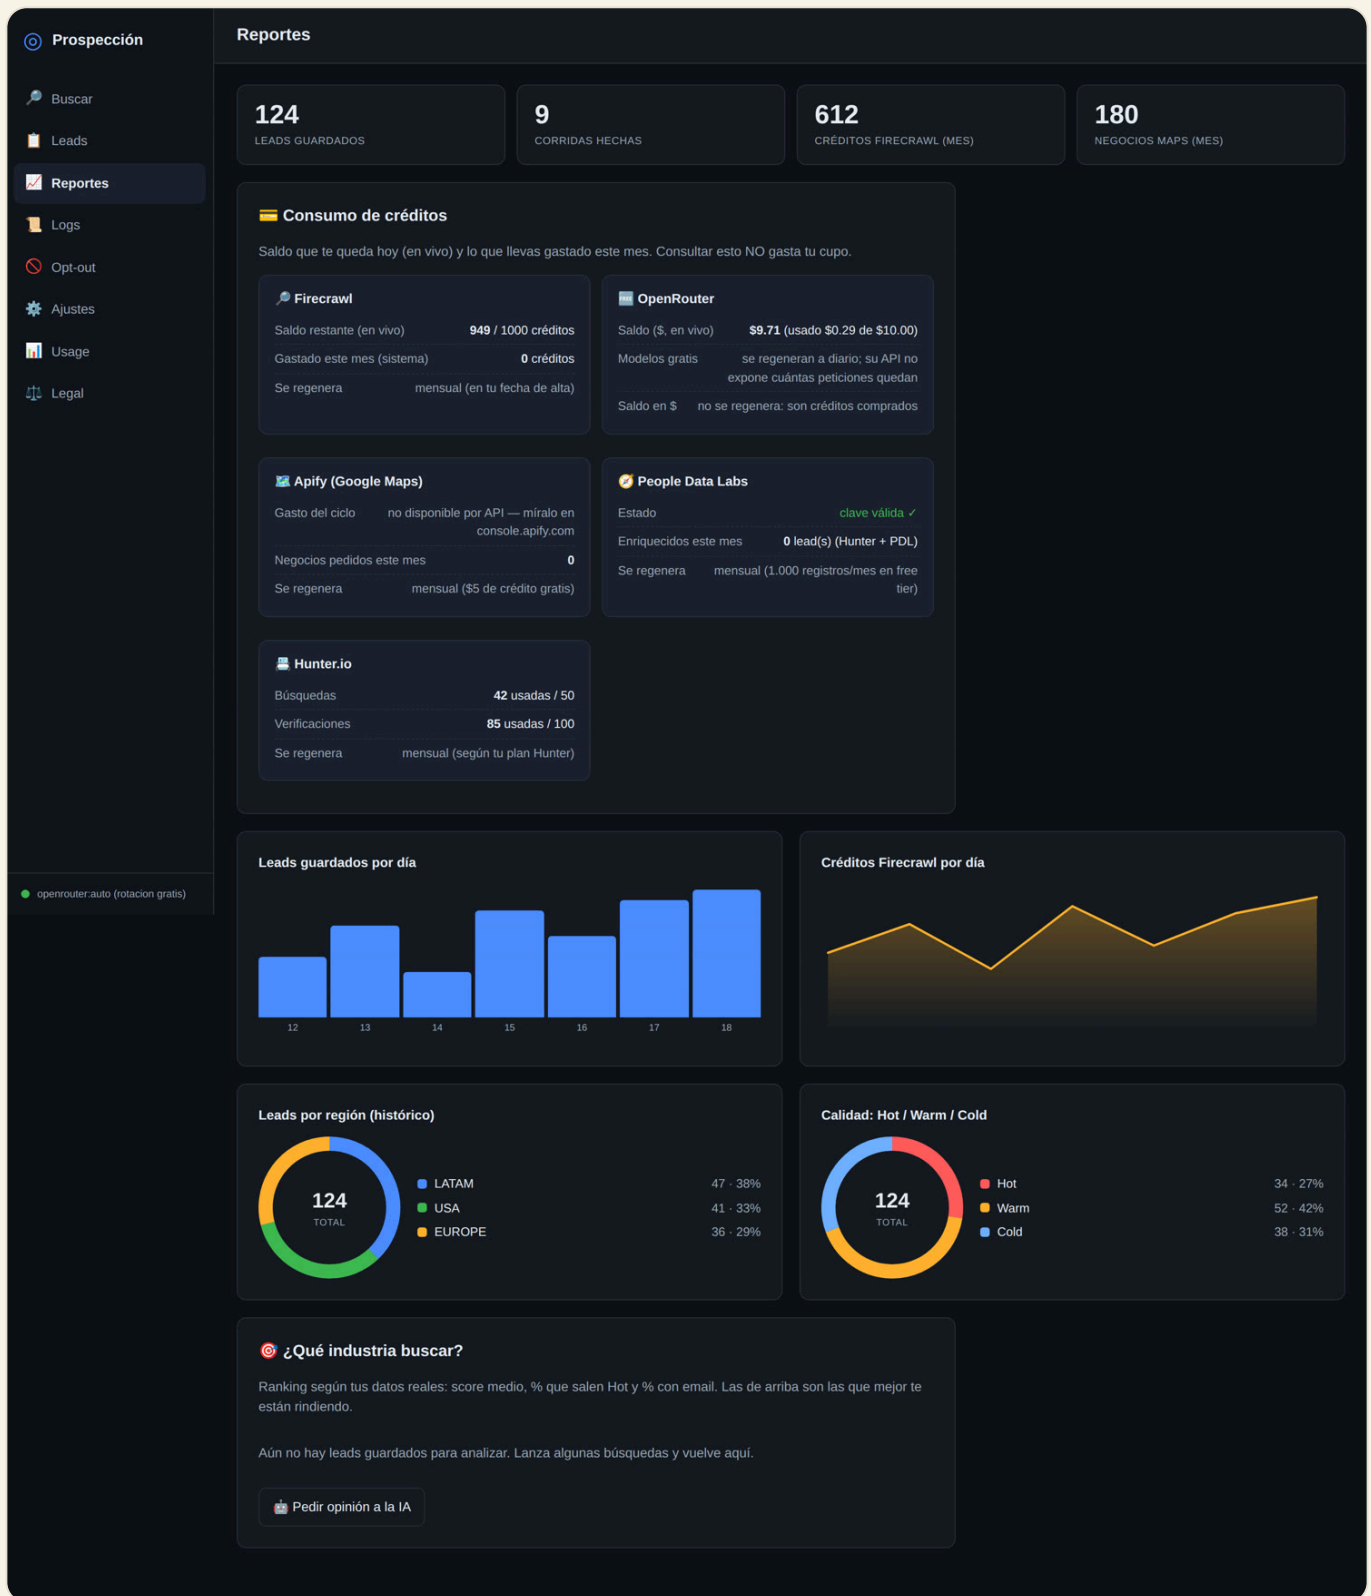 Prospección
Buscar
Leads
Reportes
Logs
Opt-out
Ajustes
Usage
Legal
openrouter:auto (rotacion gratis)
Reportes
124
LEADS GUARDADOS
9
CORRIDAS HECHAS
612
CRÉDITOS FIRECRAWL (MES)
180
NEGOCIOS MAPS (MES)
Consumo de créditos
Saldo que te queda hoy (en vivo) y lo que llevas gastado este mes. Consultar esto NO gasta tu cupo.
Firecrawl
Saldo restante (en vivo) 949 / 1000 créditos
Gastado este mes (sistema) 0 créditos
Se regenera mensual (en tu fecha de alta)
OpenRouter
Saldo ($, en vivo) $9.71 (usado $0.29 de $10.00)
Modelos gratis se regeneran a diario; su API no
expone cuántas peticiones quedan
Saldo en $ no se regenera: son créditos comprados
Apify (Google Maps)
Gasto del ciclo no disponible por API — míralo en
console.apify.com
Negocios pedidos este mes 0
Se regenera mensual ($5 de crédito gratis)
People Data Labs
Estado clave válida ✓
Enriquecidos este mes 0 lead(s) (Hunter + PDL)
Se regenera mensual (1.000 registros/mes en free
tier)
Hunter.io
Búsquedas 42 usadas / 50
Verificaciones 85 usadas / 100
Se regenera mensual (según tu plan Hunter)
Leads guardados por día
12 13 14 15 16 17 18
Créditos Firecrawl por día
Leads por región (histórico)
124
TOTAL
LATAM 47 · 38%
USA 41 · 33%
EUROPE 36 · 29%
Calidad: Hot / Warm / Cold
124
TOTAL
Hot 34 · 27%
Warm 52 · 42%
Cold 38 · 31%
¿Qué industria buscar?
Ranking según tus datos reales: score medio, % que salen Hot y % con email. Las de arriba son las que mejor te
están rindiendo.
Aún no hay leads guardados para analizar. Lanza algunas búsquedas y vuelve aquí.
Pedir opinión a la IA